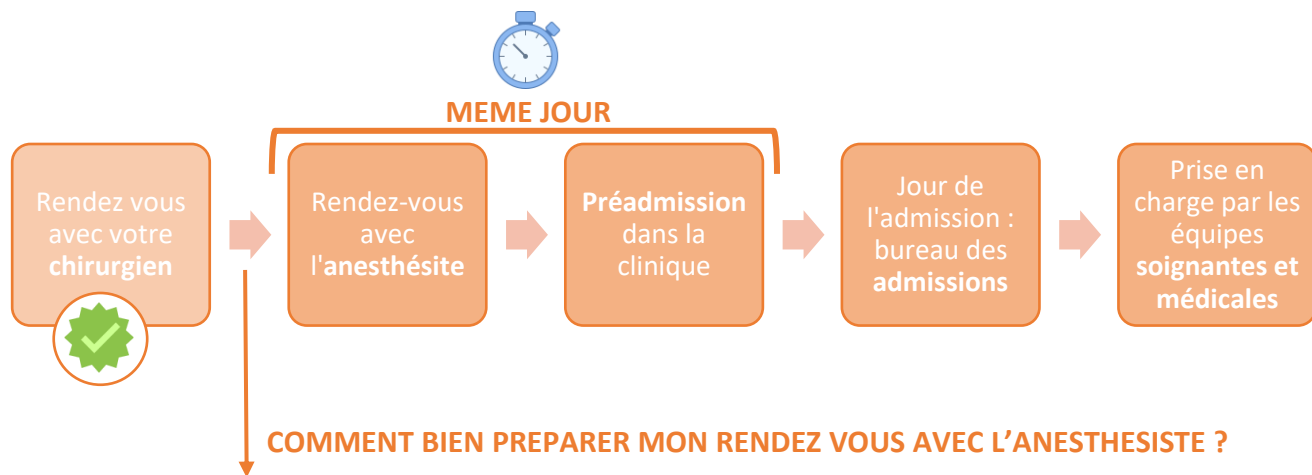 MEME JOUR
Rendez vous
avec votre
chirurgien
Rendez-vous
avec
l'anesthésite
Préadmission
dans la
clinique
Jour de
l'admission :
bureau des
admissions
Prise en
charge par les
équipes
soignantes et
médicales
COMMENT BIEN PREPARER MON RENDEZ VOUS AVEC L’ANESTHESISTE ?